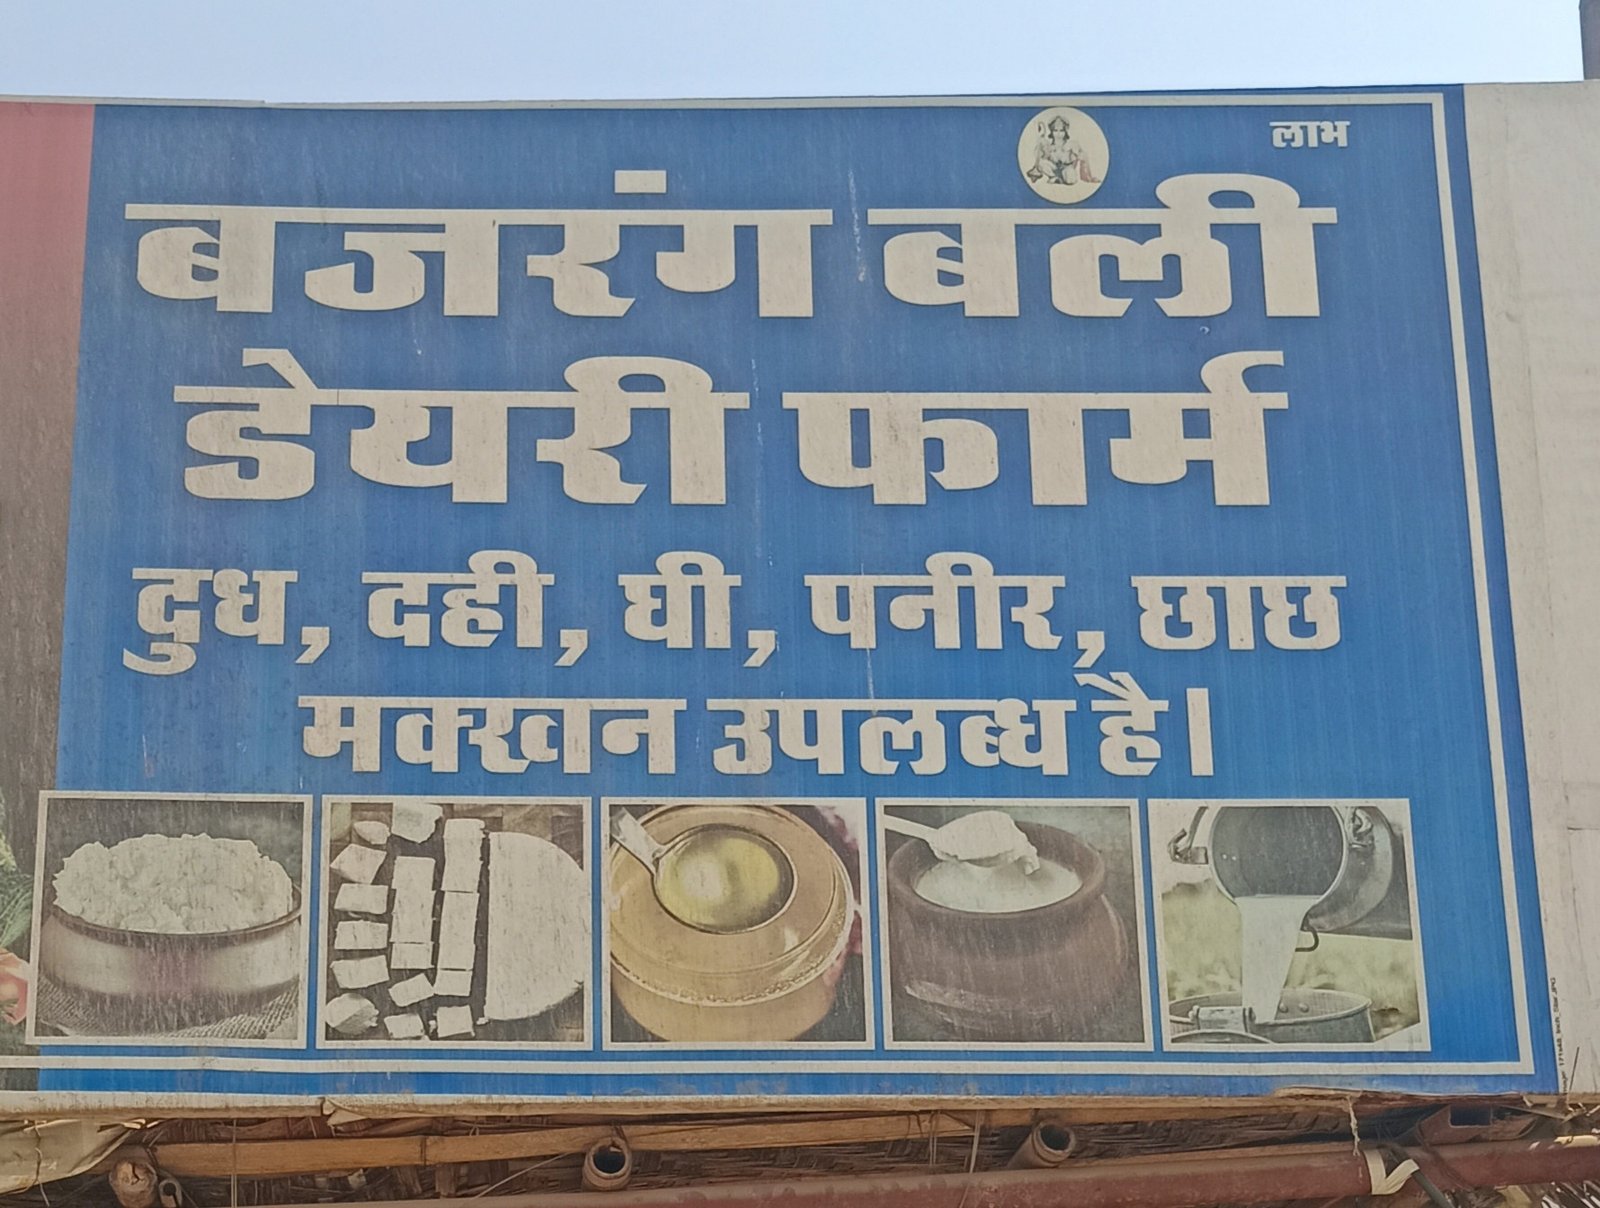 लाभ
बजरंग बली
डेयरी फार्म
दुध, दही, घी, पनीर, छाछ
मक्खन उपलब्ध है।